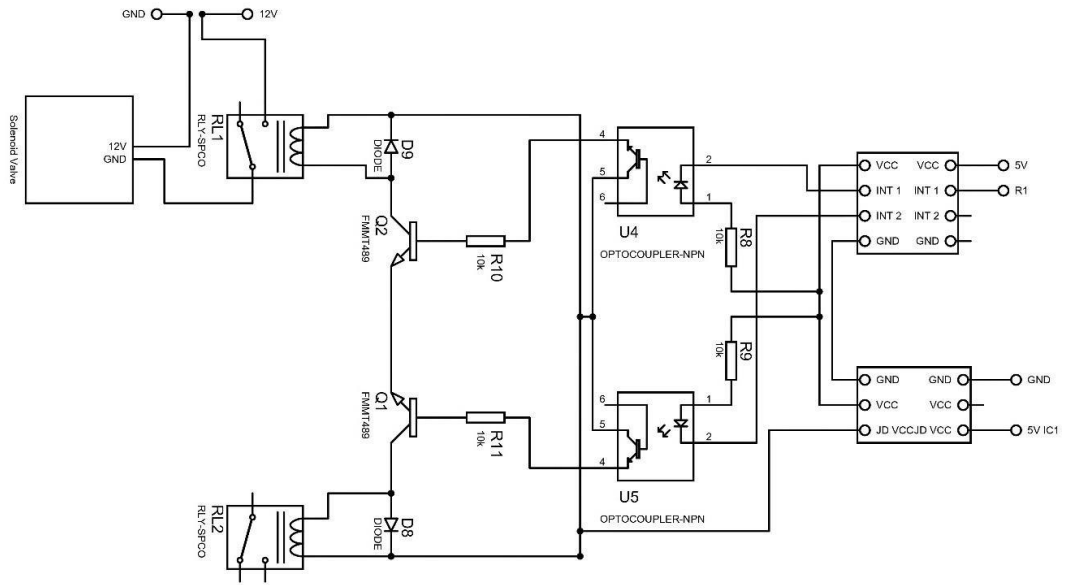 GND
12V
Solenoid Valve
12V
GND
RL1
RLY-SPCO
D9
DIODE
Q2
FMMT489
R10
10k
4
5
6
2
1
U4
OPTOCOUPLER-NPN
R8
10k
VCC
VCC
5V
INT 1
INT 1
R1
INT 2
INT 2
GND
GND
Q1
FMMT489
R11
10k
6
5
4
1
2
U5
OPTOCOUPLER-NPN
R9
10k
GND
GND
GND
VCC
VCC
JD VCC
JD VCC
5V IC1
RL2
RLY-SPCO
D8
DIODE